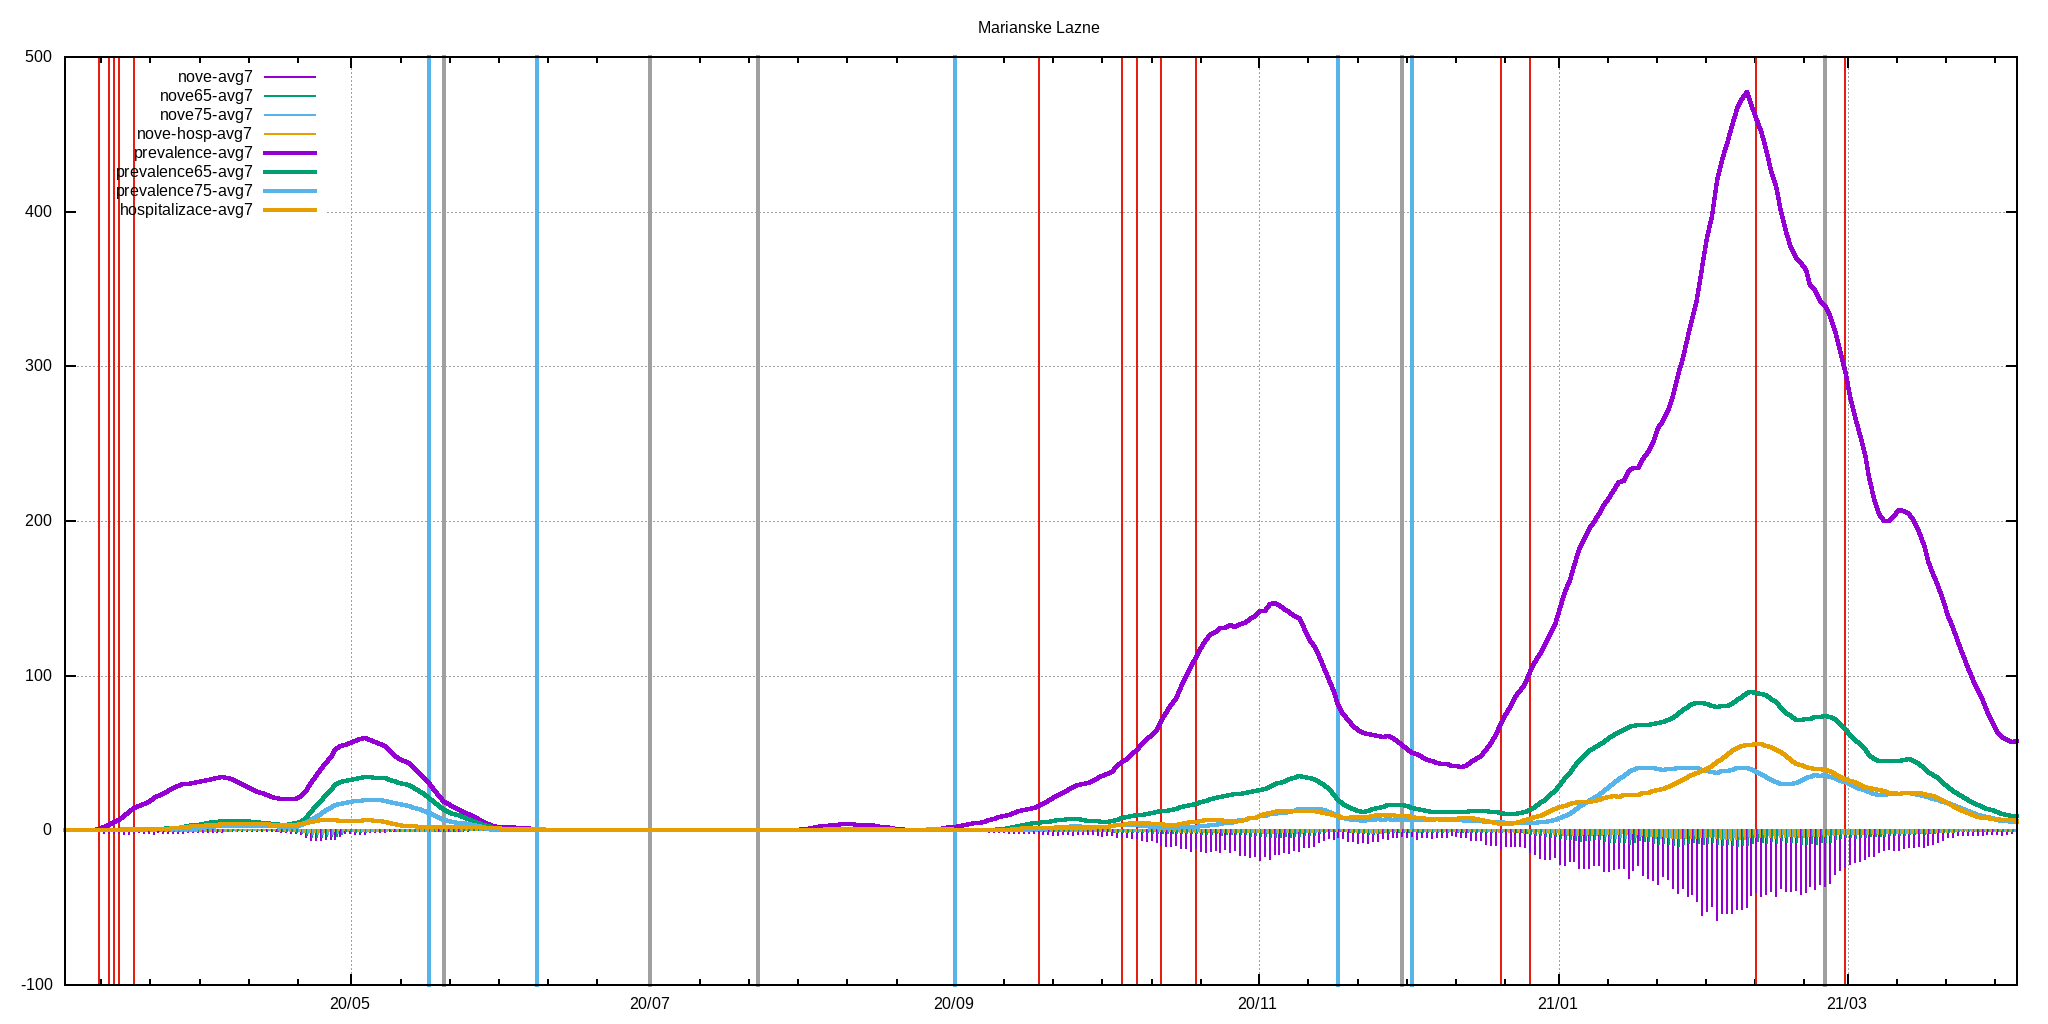 Marianske Lazne
500
nove-avg7
nove65-avg7
nove75-avg7
nove-hosp-avg7
prevalence-avg7
prevalence65-avg7
prevalence75-avg7
hospitalizace-avg7
400
300
200
100
0
-100
20/05 20/07 20/09 20/11 21/01 21/03